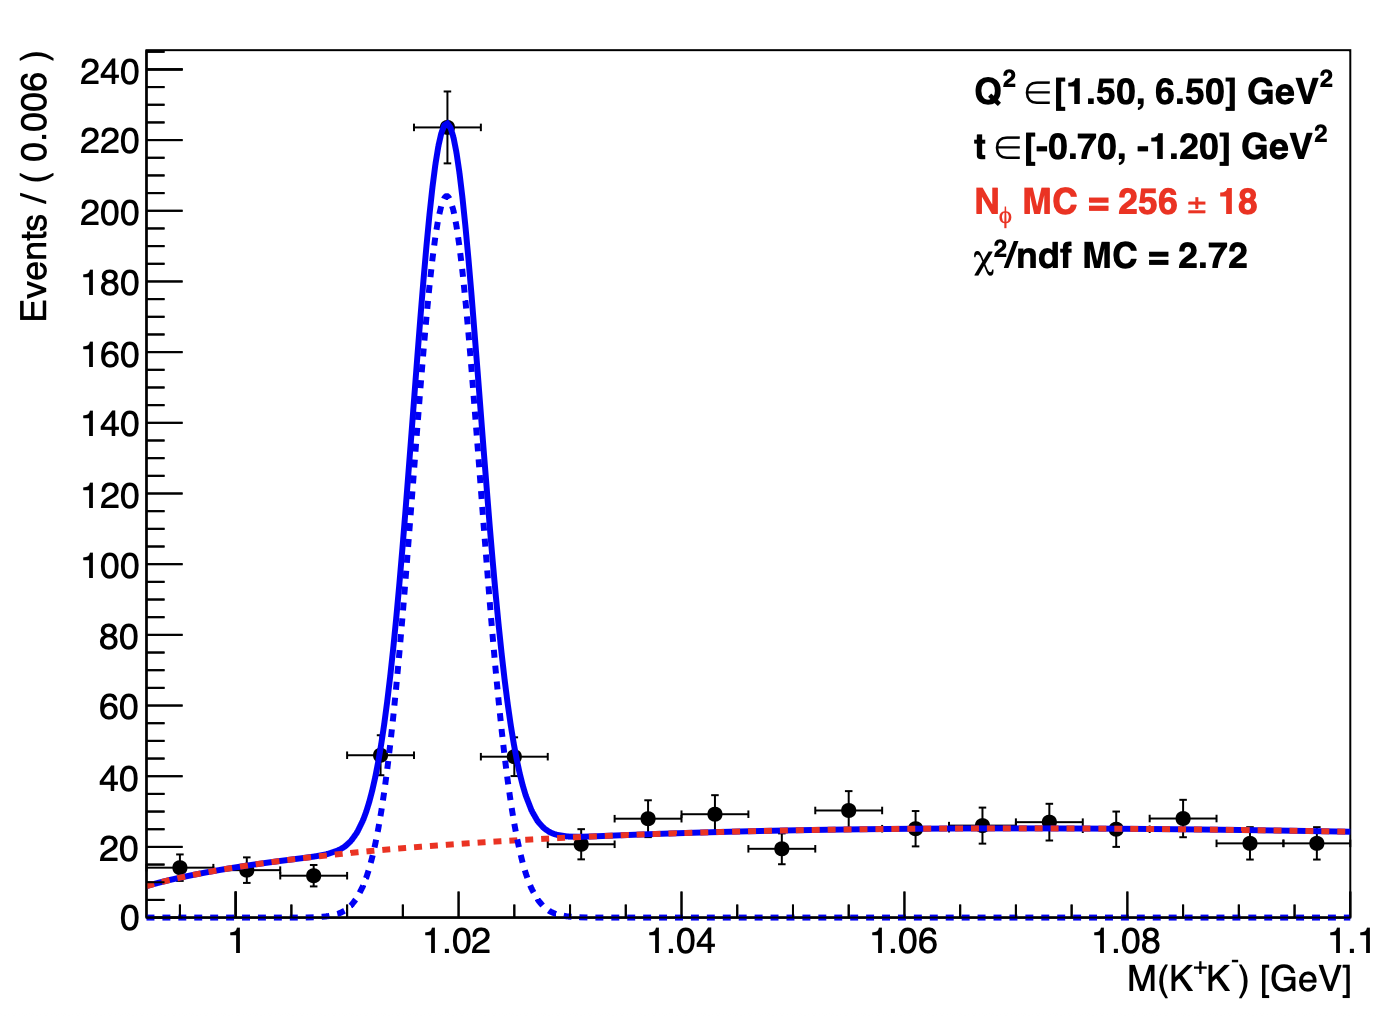 Q² ∈[1.50, 6.50] GeV²
t ∈[-0.70, -1.20] GeV²
N_ϕ MC = 256 ± 18
χ²/ndf MC = 2.72
Events / ( 0.006 )
240
220
200
180
160
140
120
100
80
60
40
20
0
1 1.02 1.04 1.06 1.08 1.1
M(K⁺K⁻) [GeV]